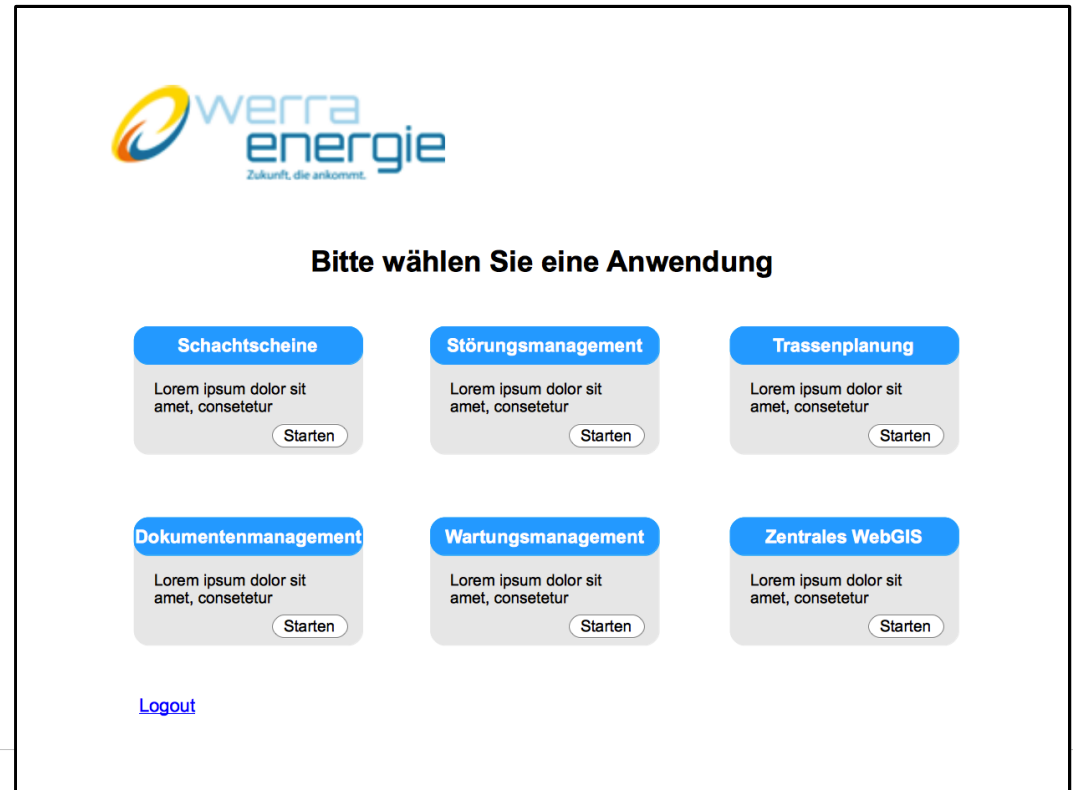 werra
energie
Zukunft, die ankommt.
Bitte wählen Sie eine Anwendung
Schachtscheine
Störungsmanagement
Trassenplanung
Lorem ipsum dolor sit
amet, consetetur
Starten
Lorem ipsum dolor sit
amet, consetetur
Starten
Lorem ipsum dolor sit
amet, consetetur
Starten
Dokumentenmanagement
Wartungsmanagement
Zentrales WebGIS
Lorem ipsum dolor sit
amet, consetetur
Starten
Lorem ipsum dolor sit
amet, consetetur
Starten
Lorem ipsum dolor sit
amet, consetetur
Starten
Logout